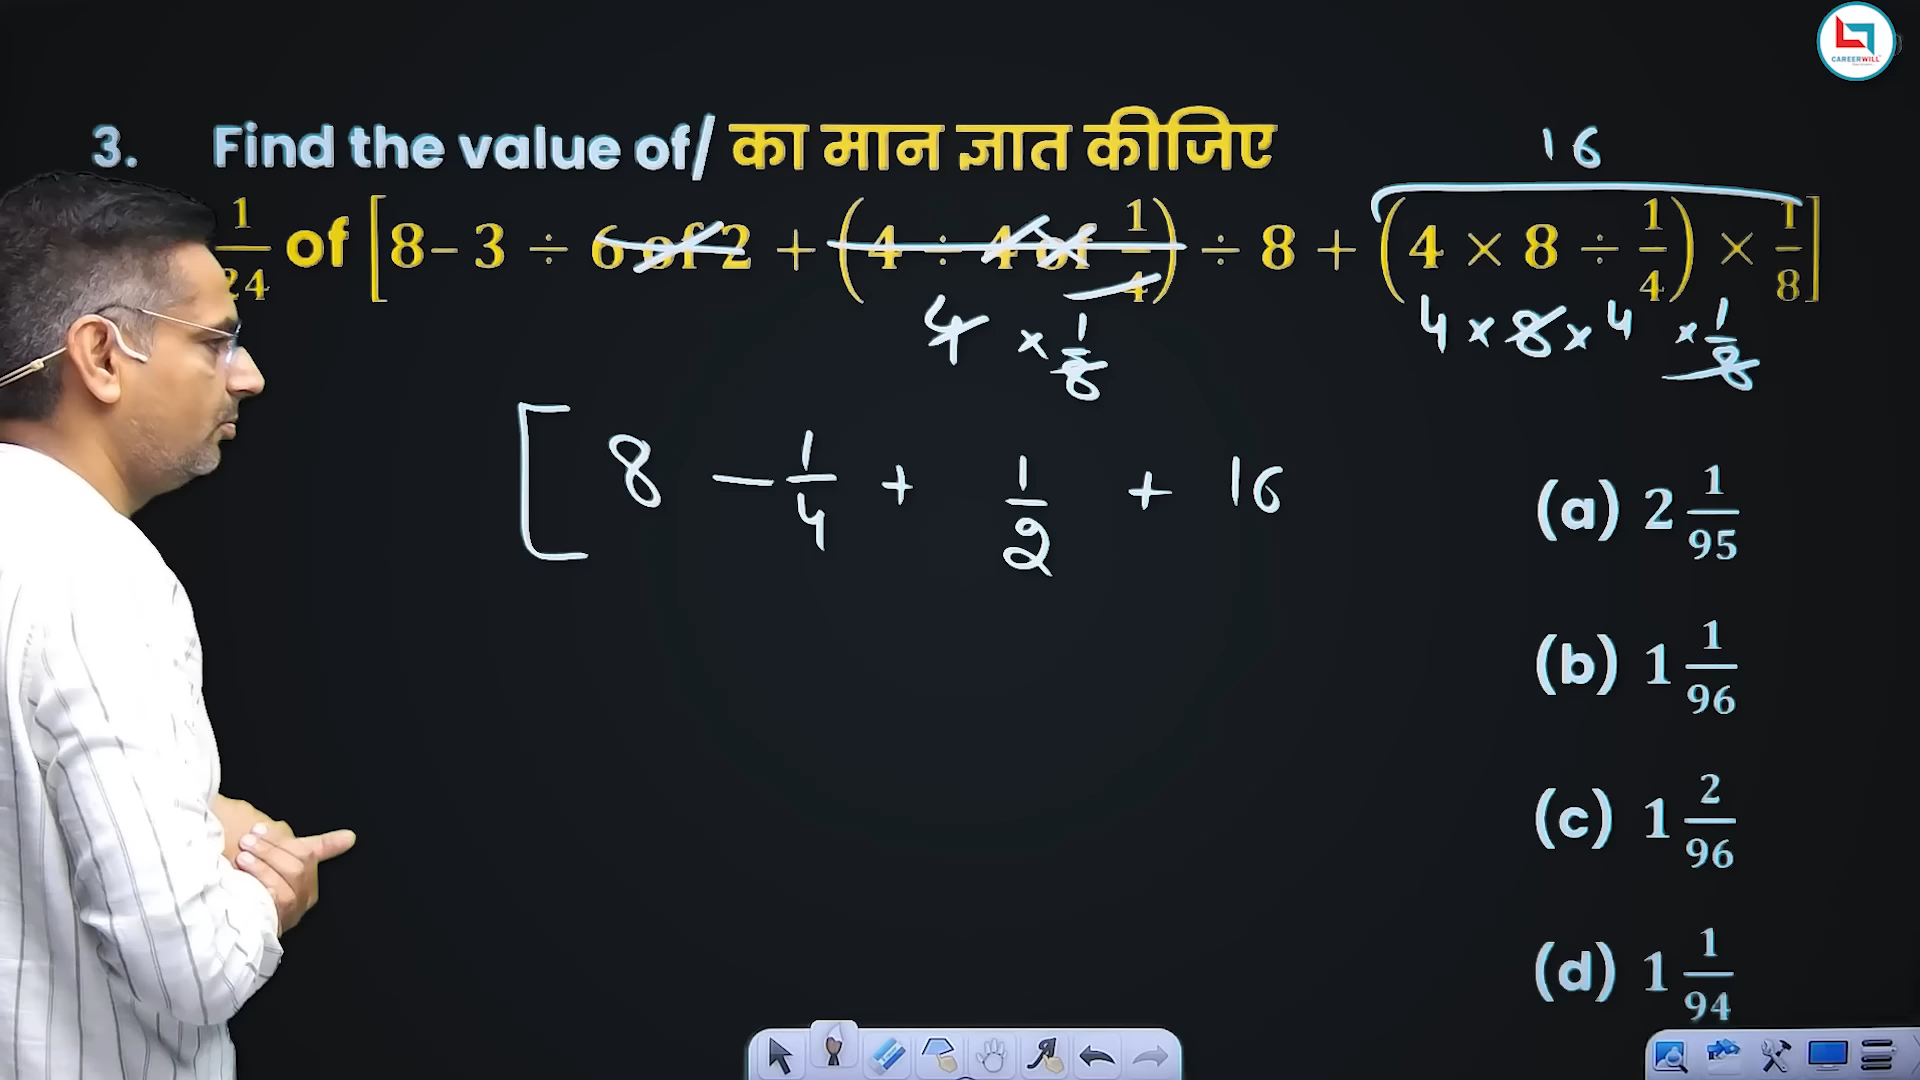 CAREERWILL
16
3. Find the value of/ का मान ज्ञात कीजिए
1/24 of [8 – 3 ÷ 6 of 2 + (4 ÷ 4 of 1/4) ÷ 8 + (4 × 8 ÷ 1/4) × 1/8]
4 × 1/8 4 × 8 × 4 × 1/8
[ 8 – 1/4 + 1/2 + 16
(a) 2 1/95
(b) 1 1/96
(c) 1 2/96
(d) 1 1/94